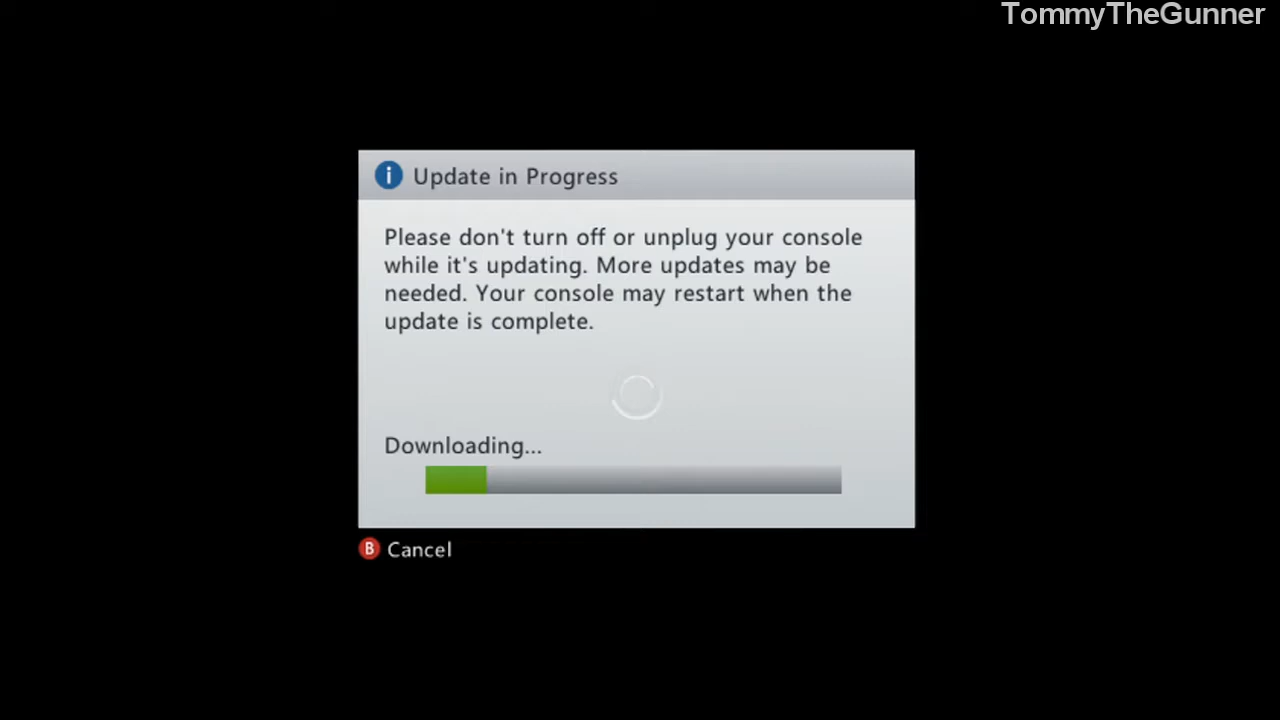 TommyTheGunner
i Update in Progress
Please don't turn off or unplug your console
while it's updating. More updates may be
needed. Your console may restart when the
update is complete.
Downloading...
B Cancel